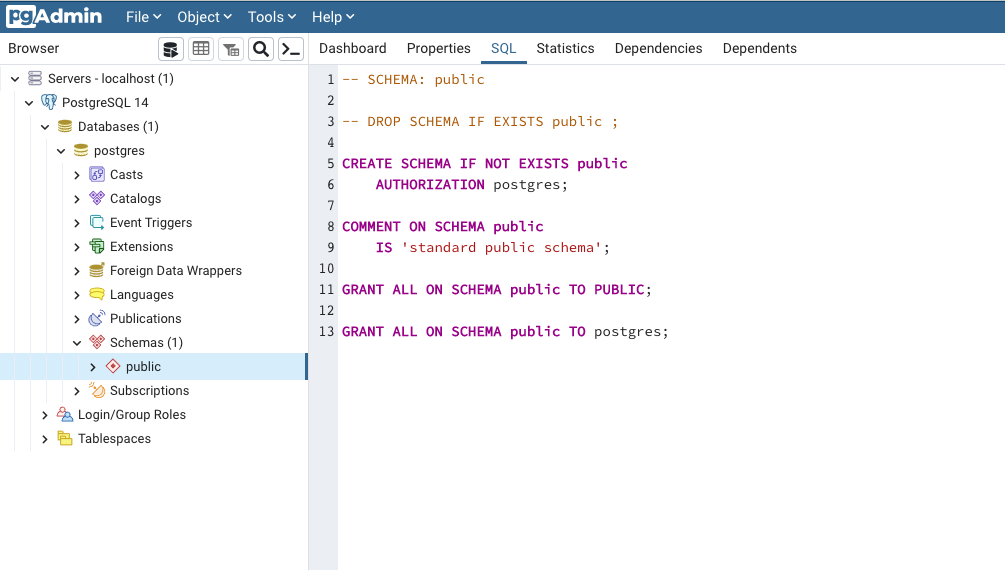 pgAdmin File Object Tools Help
Browser
Dashboard Properties SQL Statistics Dependencies Dependents
Servers - localhost (1)
PostgreSQL 14
Databases (1)
postgres
Casts
Catalogs
Event Triggers
Extensions
Foreign Data Wrappers
Languages
Publications
Schemas (1)
public
Subscriptions
Login/Group Roles
Tablespaces
1 -- SCHEMA: public
2
3 -- DROP SCHEMA IF EXISTS public ;
4
5 CREATE SCHEMA IF NOT EXISTS public
6     AUTHORIZATION postgres;
7
8 COMMENT ON SCHEMA public
9     IS 'standard public schema';
10
11 GRANT ALL ON SCHEMA public TO PUBLIC;
12
13 GRANT ALL ON SCHEMA public TO postgres;